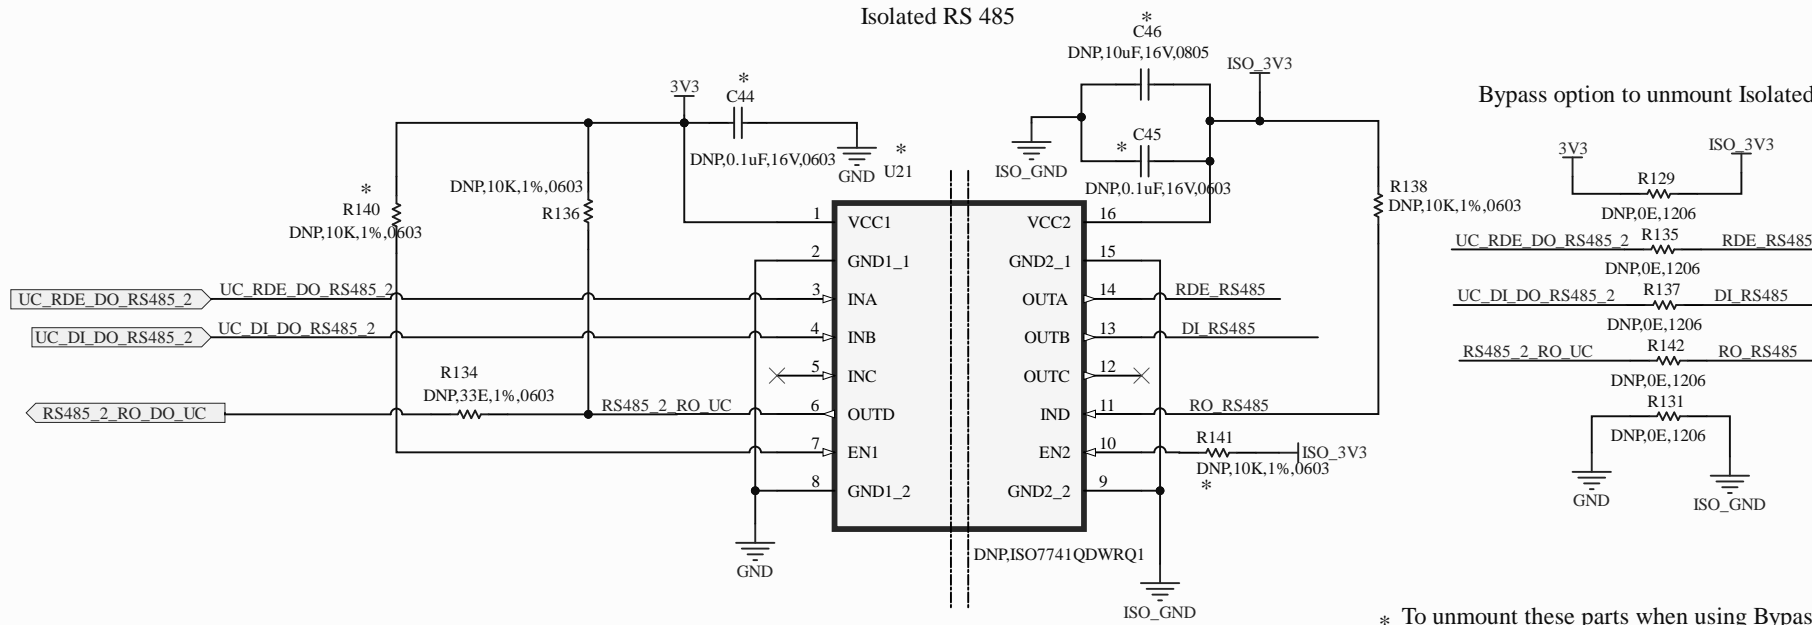 Isolated RS 485
*
C46
DNP,10uF,16V,0805
ISO_3V3
3V3
*
C44
DNP,0.1uF,16V,0603
GND
*
U21
ISO_GND
C45
*
DNP,0.1uF,16V,0603
DNP,10K,1%,0603
R136
*
R140
DNP,10K,1%,0603
R138
DNP,10K,1%,0603
1 VCC1 VCC2 16
2 GND1_1 GND2_1 15
UC_RDE_DO_RS485_2 UC_RDE_DO_RS485_2 3 INA OUTA 14 RDE_RS485
UC_DI_DO_RS485_2 UC_DI_DO_RS485_2 4 INB OUTB 13 DI_RS485
5 INC OUTC 12
R134
DNP,33E,1%,0603
RS485_2_RO_DO_UC RS485_2_RO_UC 6 OUTD IND 11 RO_RS485
7 EN1 EN2 10 R141 ISO_3V3
DNP,10K,1%,0603
*
8 GND1_2 GND2_2 9
GND
DNP,ISO7741QDWRQ1
ISO_GND
Bypass option to unmount Isolated
3V3 ISO_3V3
R129
DNP,0E,1206
UC_RDE_DO_RS485_2 R135 RDE_RS485
DNP,0E,1206
UC_DI_DO_RS485_2 R137 DI_RS485
DNP,0E,1206
RS485_2_RO_UC R142 RO_RS485
DNP,0E,1206
R131
DNP,0E,1206
GND ISO_GND
* To unmount these parts when using Bypas